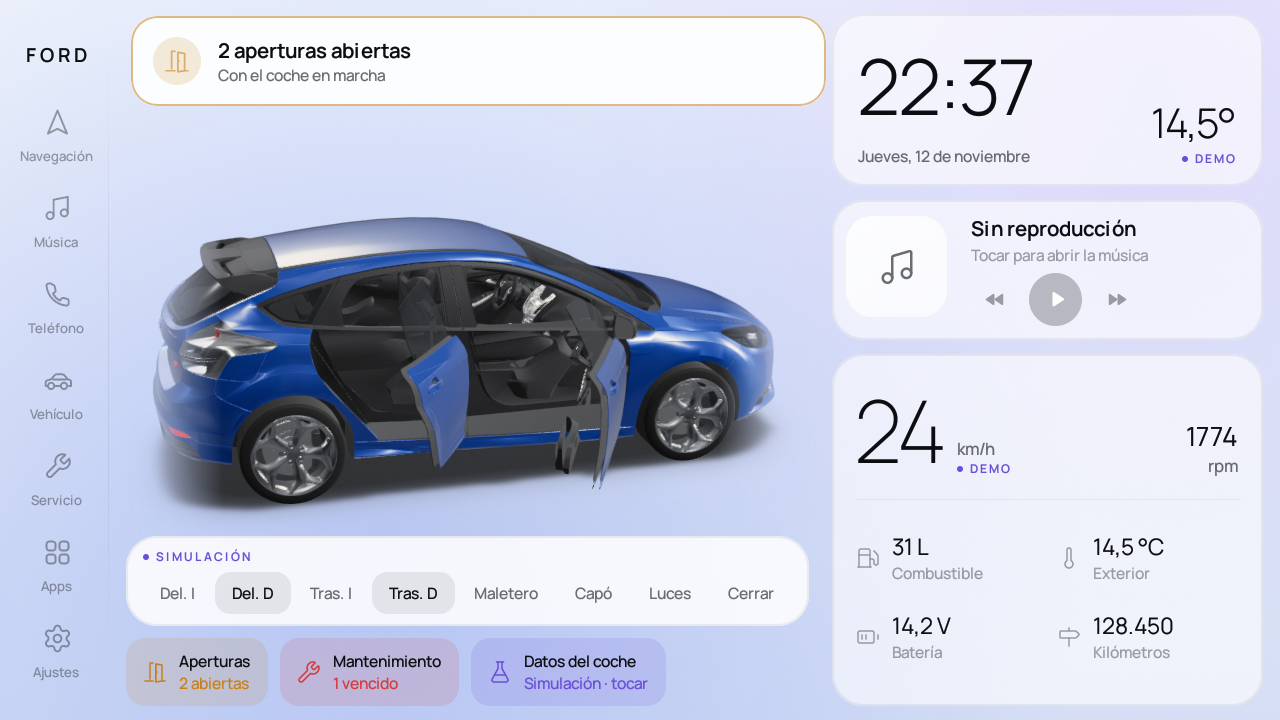 FORD
Navegación
Música
Teléfono
Vehículo
Servicio
Apps
Ajustes
2 aperturas abiertas
Con el coche en marcha
SIMULACIÓN
Del. I
Del. D
Tras. I
Tras. D
Maletero
Capó
Luces
Cerrar
Aperturas
2 abiertas
Mantenimiento
1 vencido
Datos del coche
Simulación · tocar
22:37
14,5°
Jueves, 12 de noviembre
DEMO
Sin reproducción
Tocar para abrir la música
24 km/h
DEMO
1774
rpm
31 L
Combustible
14,5 °C
Exterior
14,2 V
Batería
128.450
Kilómetros